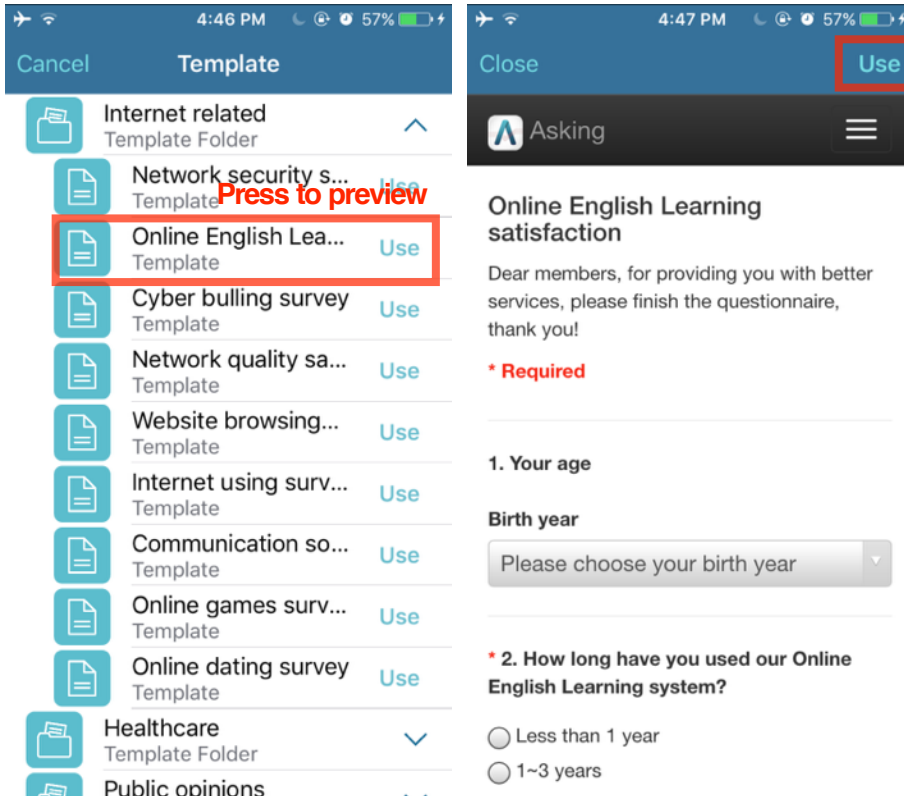 4:46 PM 57%
Cancel Template
Internet related
Template Folder
Network security s...
Template Use
Press to preview
Online English Lea...
Template Use
Cyber bulling survey
Template Use
Network quality sa...
Template Use
Website browsing...
Template Use
Internet using surv...
Template Use
Communication so...
Template Use
Online games surv...
Template Use
Online dating survey
Template Use
Healthcare
Template Folder
Public opinions
4:47 PM 57%
Close Use
Asking
Online English Learning
satisfaction
Dear members, for providing you with better
services, please finish the questionnaire,
thank you!
* Required
1. Your age
Birth year
Please choose your birth year
* 2. How long have you used our Online
English Learning system?
Less than 1 year
1~3 years